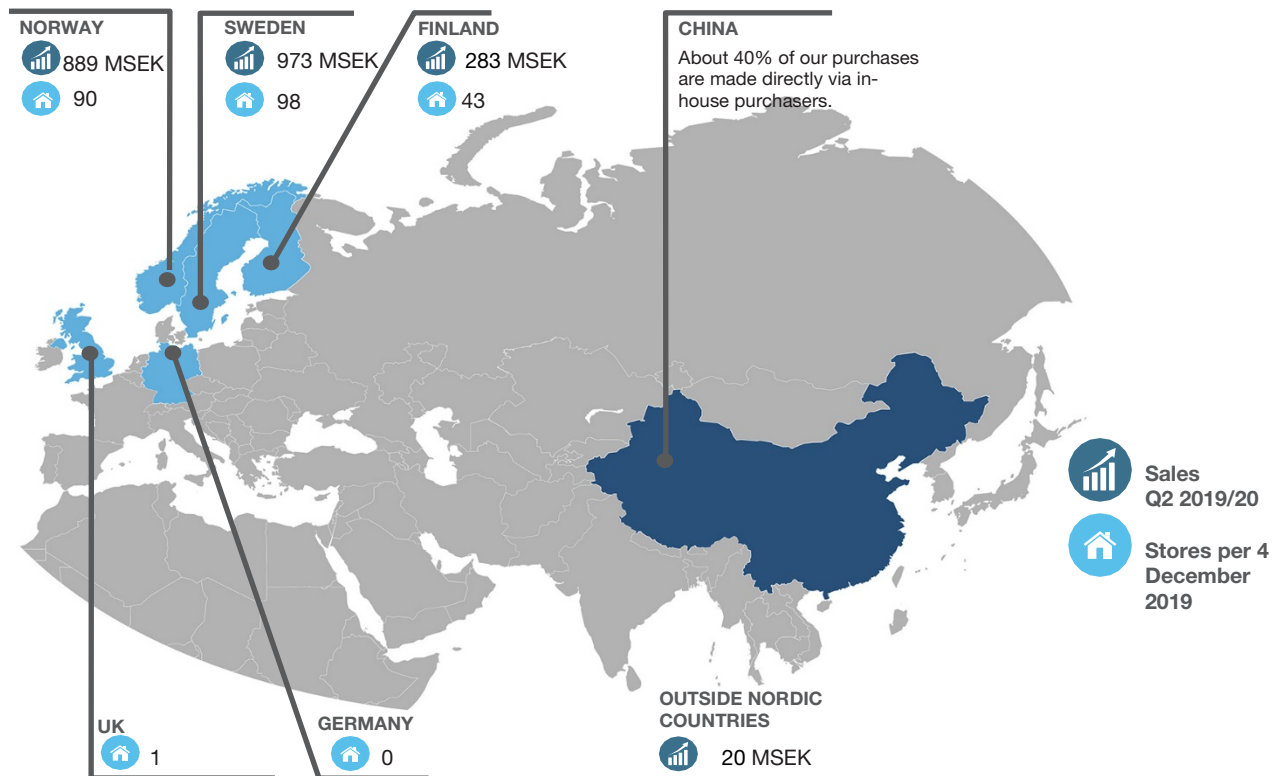 NORWAY
889 MSEK
90
SWEDEN
973 MSEK
98
FINLAND
283 MSEK
43
CHINA
About 40% of our purchases
are made directly via in-
house purchasers.
Sales
Q2 2019/20
Stores per 4
December
2019
UK
1
GERMANY
0
OUTSIDE NORDIC
COUNTRIES
20 MSEK